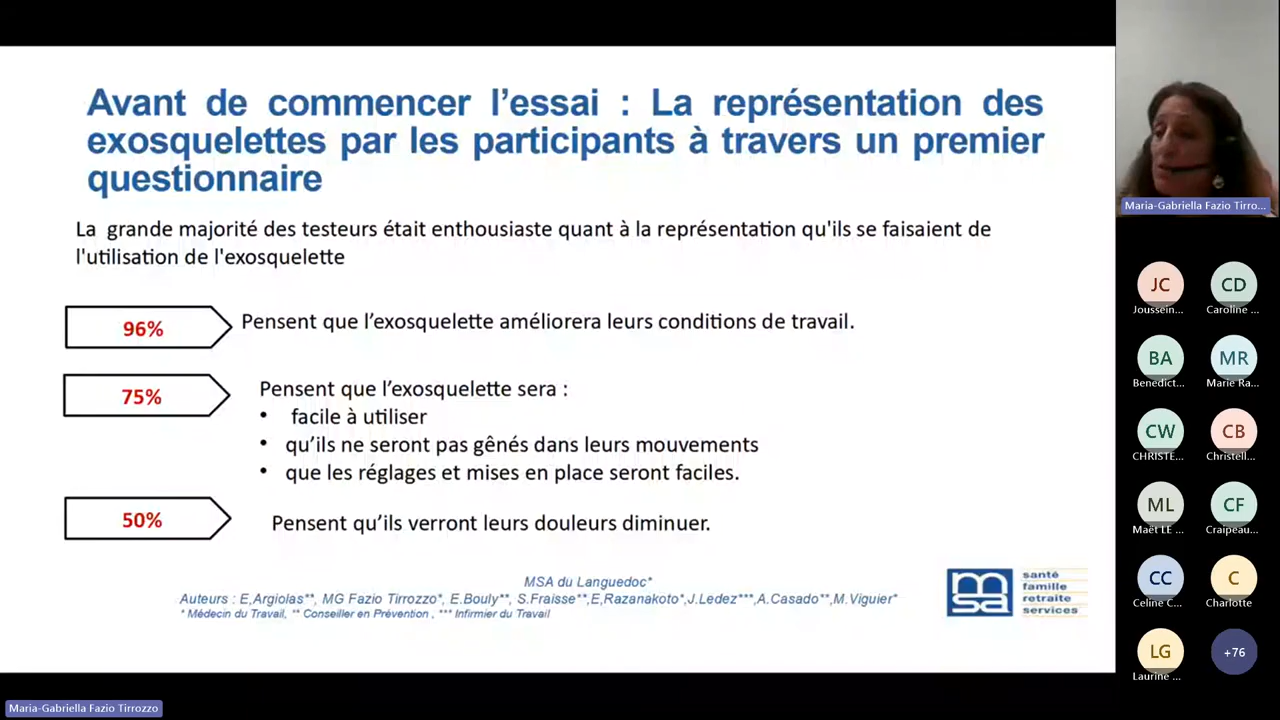 Avant de commencer l’essai : La représentation des
exosquelettes par les participants à travers un premier
questionnaire
La grande majorité des testeurs était enthousiaste quant à la représentation qu'ils se faisaient de
l'utilisation de l'exosquelette
96%
Pensent que l’exosquelette améliorera leurs conditions de travail.
75%
Pensent que l’exosquelette sera :
• facile à utiliser
• qu’ils ne seront pas gênés dans leurs mouvements
• que les réglages et mises en place seront faciles.
50%
Pensent qu’ils verront leurs douleurs diminuer.
MSA du Languedoc*
Auteurs : E,Argiolas**, MG Fazio Tirrozzo*, E.Bouly**, S.Fraisse**,E,Razanakoto*,J.Ledez***,A.Casado**,M.Viguier*
* Médecin du Travail, ** Conseiller en Prévention , *** Infirmier du Travail
msa
santé
famille
retraite
services
Maria-Gabriella Fazio Tirro...
JC
Joussein...
CD
Caroline ...
BA
Benedict...
MR
Marie Ra...
CW
CHRISTE...
CB
Christell...
ML
Maël LE ...
CF
Craipeau...
CC
Celine C...
C
Charlotte
LG
Laurine ...
+76
Maria-Gabriella Fazio Tirrozzo